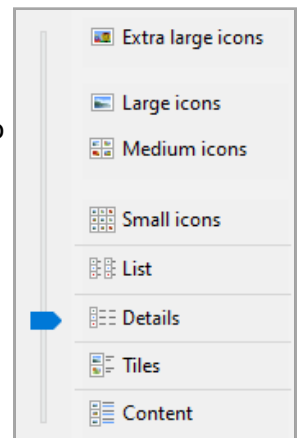 Extra large icons
Large icons
Medium icons
Small icons
List
Details
Tiles
Content